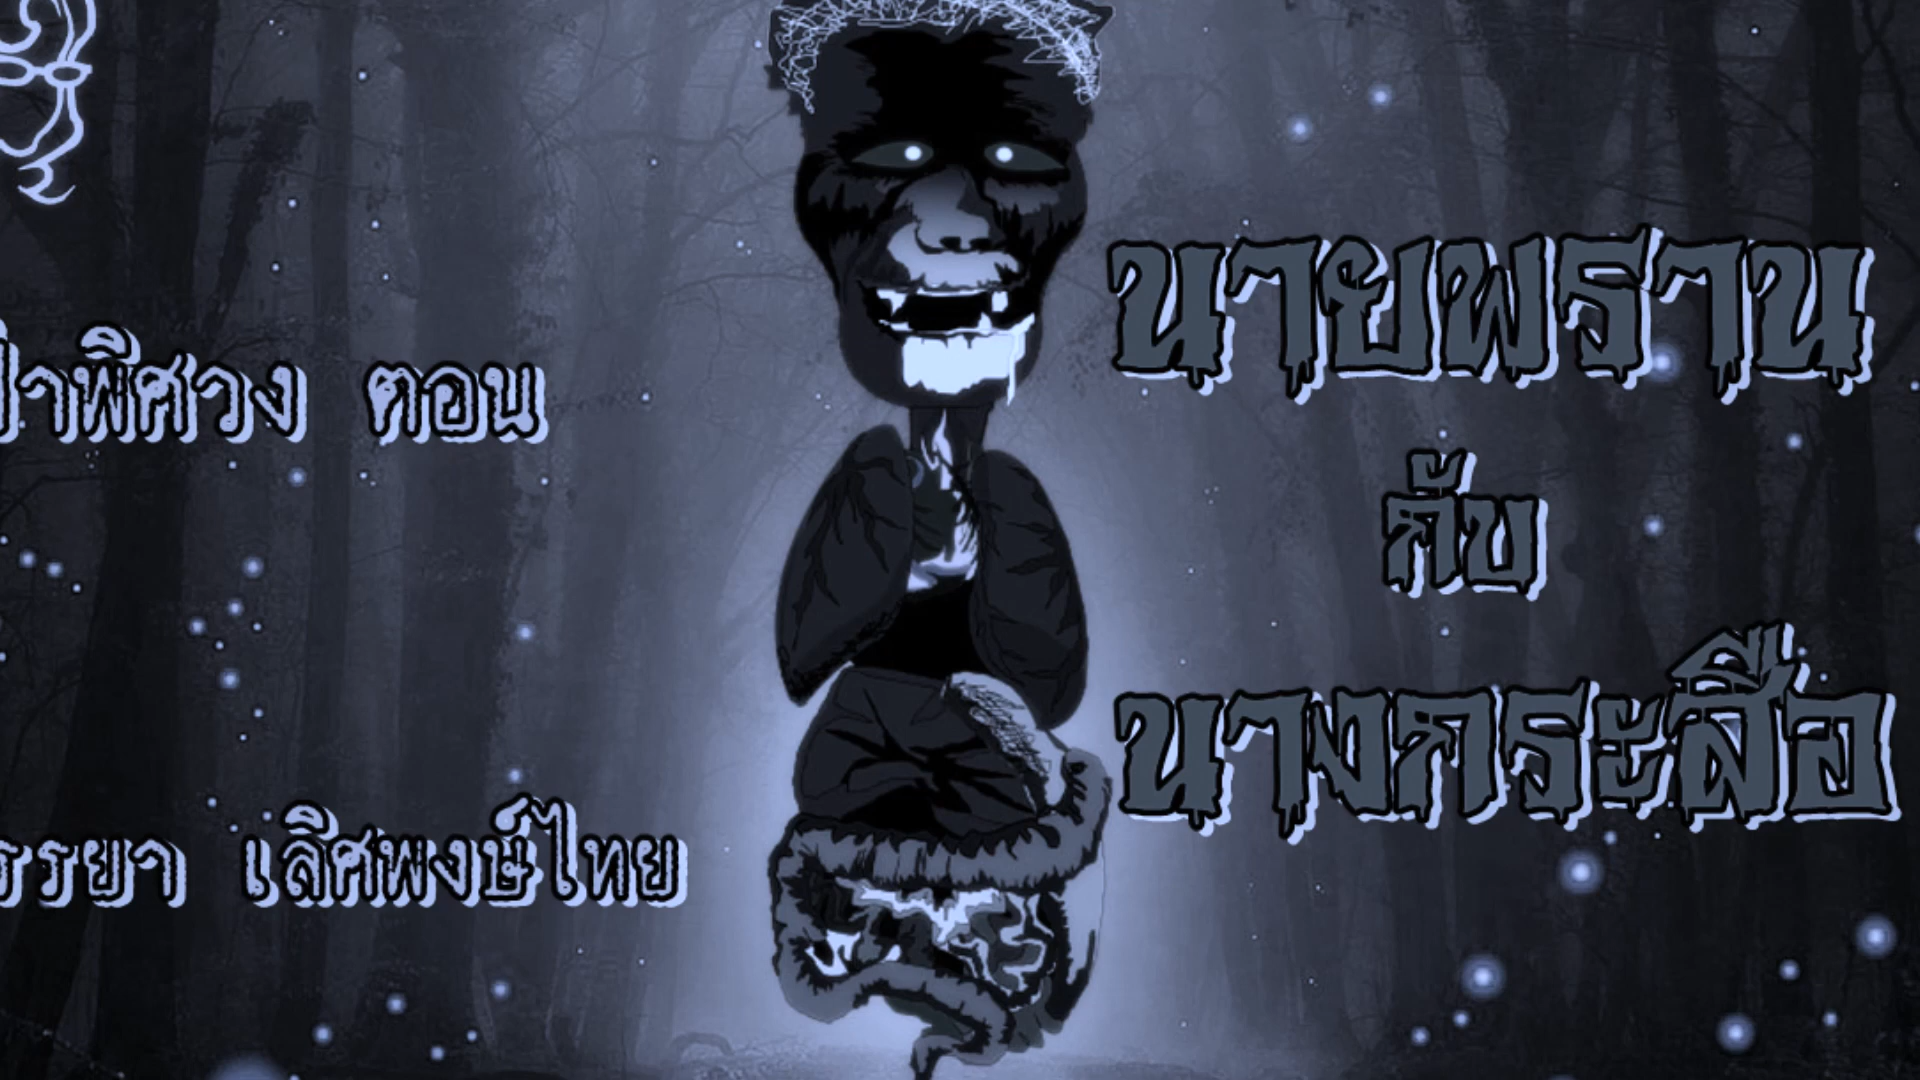 ป่าพิศวง ตอน
นายพราน
กับ
นางกระสือ
เลิศพงษ์ไทย